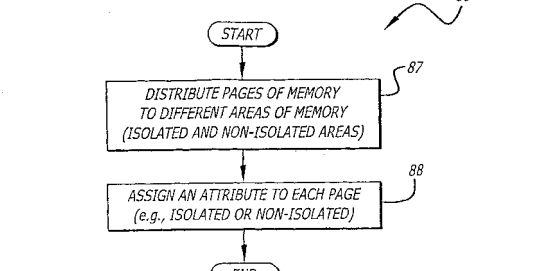 START
87
DISTRIBUTE PAGES OF MEMORY
TO DIFFERENT AREAS OF MEMORY
(ISOLATED AND NON-ISOLATED AREAS)
88
ASSIGN AN ATTRIBUTE TO EACH PAGE
(e.g., ISOLATED OR NON-ISOLATED)